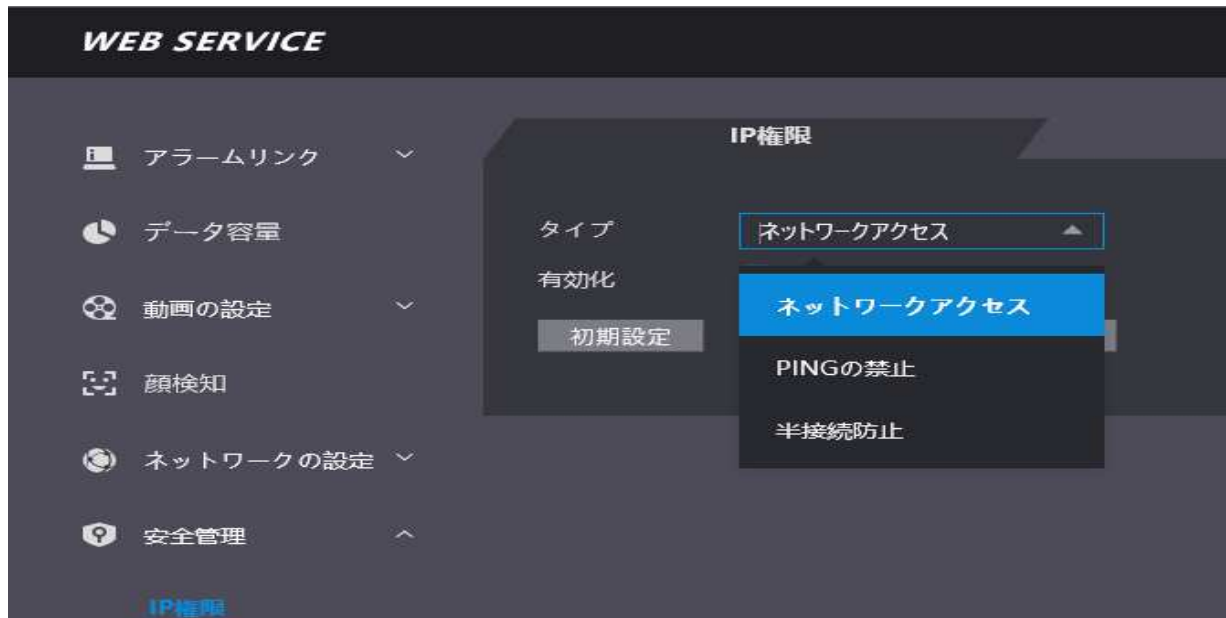 WEB SERVICE
アラームリンク
データ容量
動画の設定
顔検知
ネットワークの設定
安全管理
IP権限
IP権限
タイプ
ネットワークアクセス
有効化
初期設定
ネットワークアクセス
PINGの禁止
半接続防止